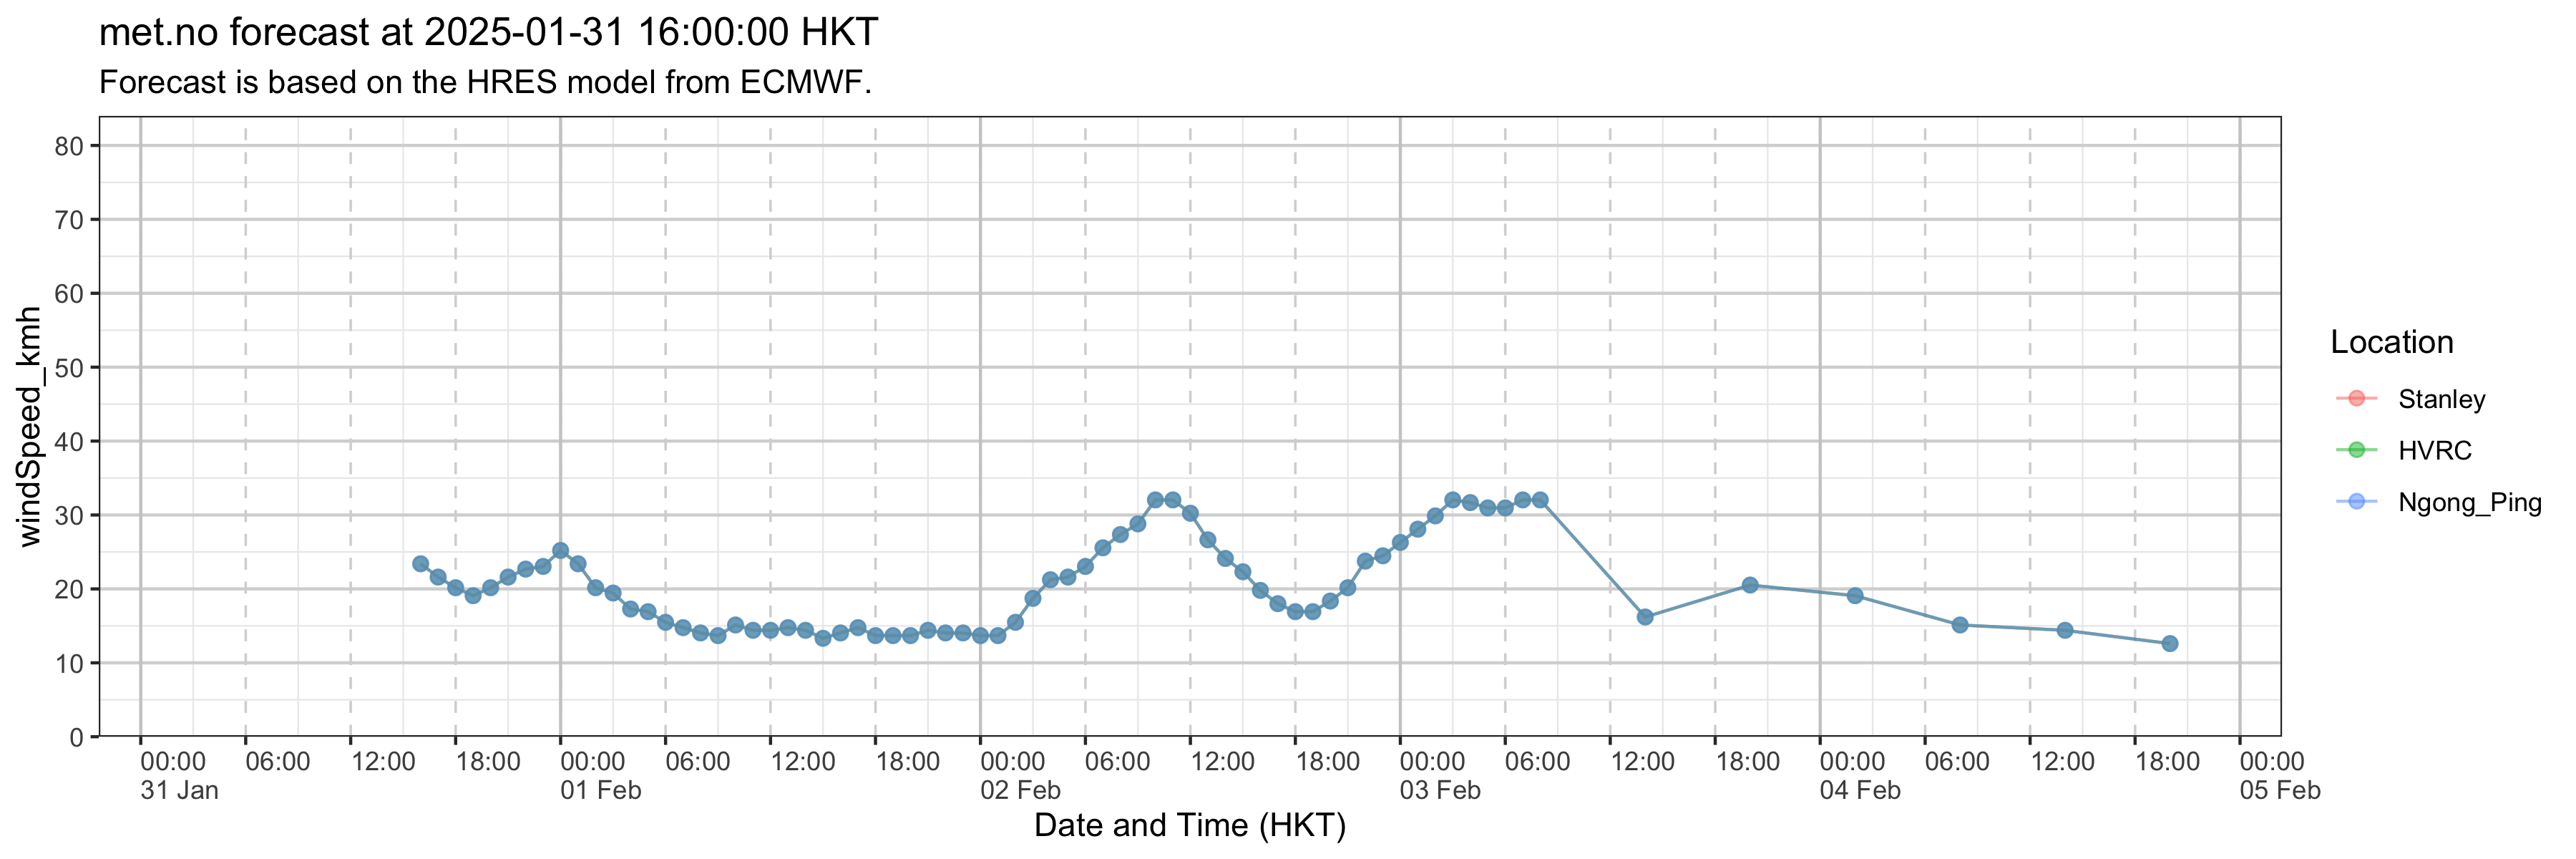 met.no forecast at 2025-01-31 16:00:00 HKT
Forecast is based on the HRES model from ECMWF.
windSpeed_kmh
80
70
60
50
40
30
20
10
0
00:00 06:00 12:00 18:00 00:00 06:00 12:00 18:00 00:00 06:00 12:00 18:00 00:00 06:00 12:00 18:00 00:00 06:00 12:00 18:00 00:00
31 Jan 01 Feb 02 Feb 03 Feb 04 Feb 05 Feb
Date and Time (HKT)
Location
Stanley
HVRC
Ngong_Ping